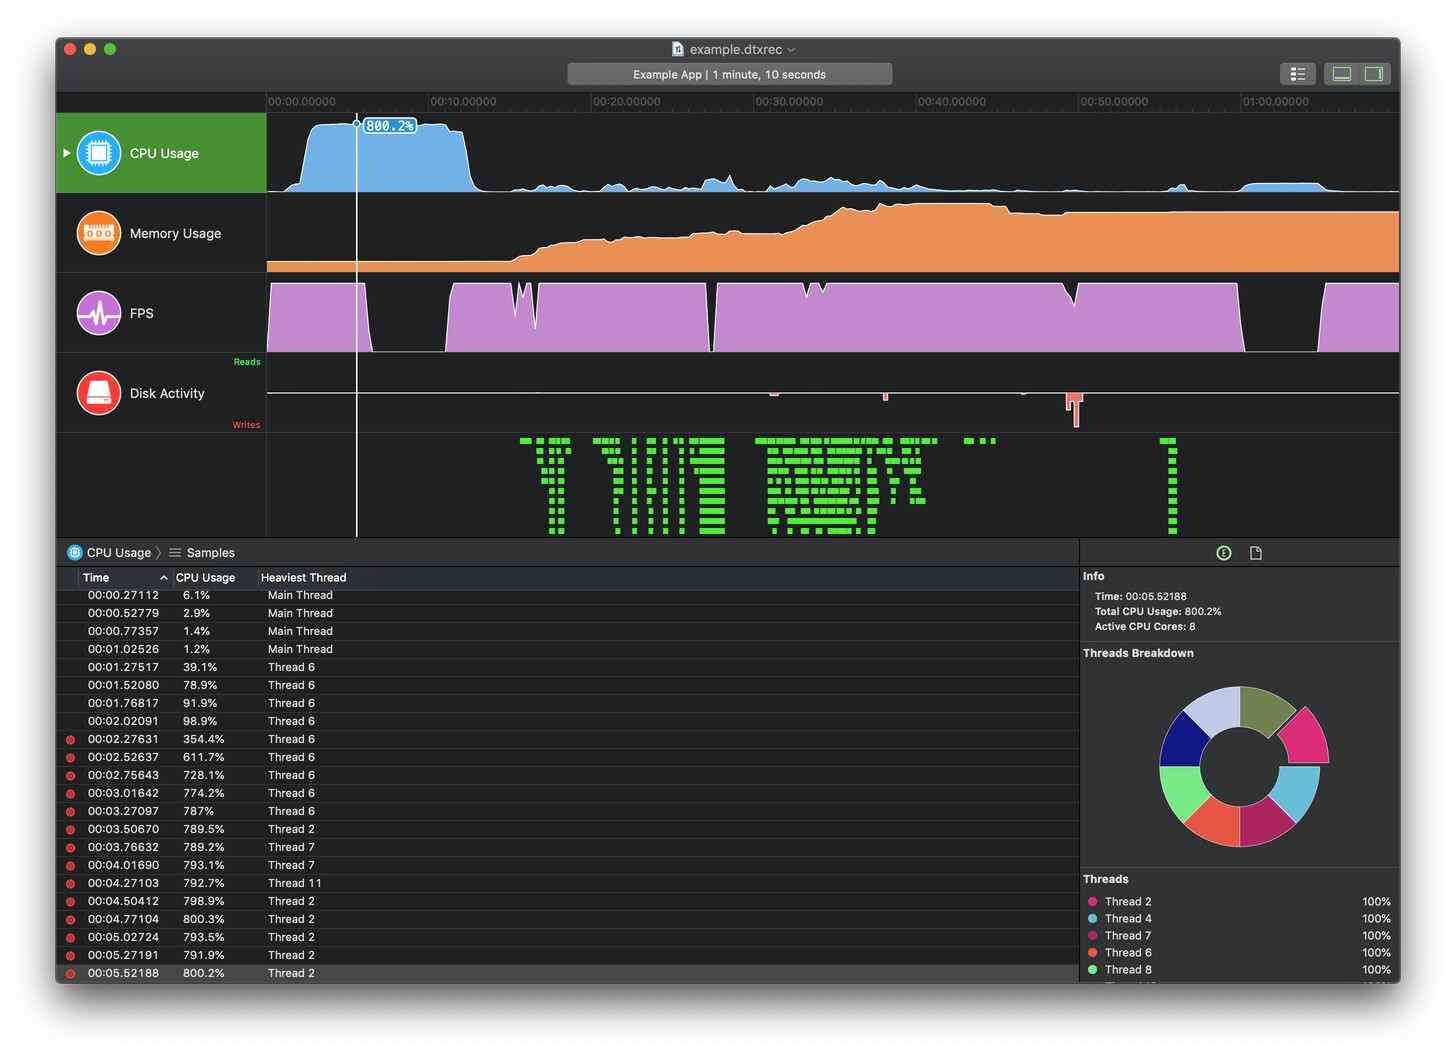 example.dtxrec
Example App | 1 minute, 10 seconds
00:00.00000 00:10.00000 00:20.00000 00:30.00000 00:40.00000 00:50.00000 01:00.00000
CPU Usage
800.2%
Memory Usage
FPS
Reads
Disk Activity
Writes
CPU Usage Samples
E
Time CPU Usage Heaviest Thread
00:00.27112 6.1% Main Thread
00:00.52779 2.9% Main Thread
00:00.77357 1.4% Main Thread
00:01.02526 1.2% Main Thread
00:01.27517 39.1% Thread 6
00:01.52080 78.9% Thread 6
00:01.76817 91.9% Thread 6
00:02.02091 98.9% Thread 6
00:02.27631 354.4% Thread 6
00:02.52637 611.7% Thread 6
00:02.75643 728.1% Thread 6
00:03.01642 774.2% Thread 6
00:03.27097 787% Thread 6
00:03.50670 789.5% Thread 2
00:03.76632 789.2% Thread 7
00:04.01690 793.1% Thread 7
00:04.27103 792.7% Thread 11
00:04.50412 798.9% Thread 2
00:04.77104 800.3% Thread 2
00:05.02724 793.5% Thread 2
00:05.27191 791.9% Thread 2
00:05.52188 800.2% Thread 2
Info
Time: 00:05.52188
Total CPU Usage: 800.2%
Active CPU Cores: 8
Threads Breakdown
Threads
Thread 2 100%
Thread 4 100%
Thread 7 100%
Thread 6 100%
Thread 8 100%